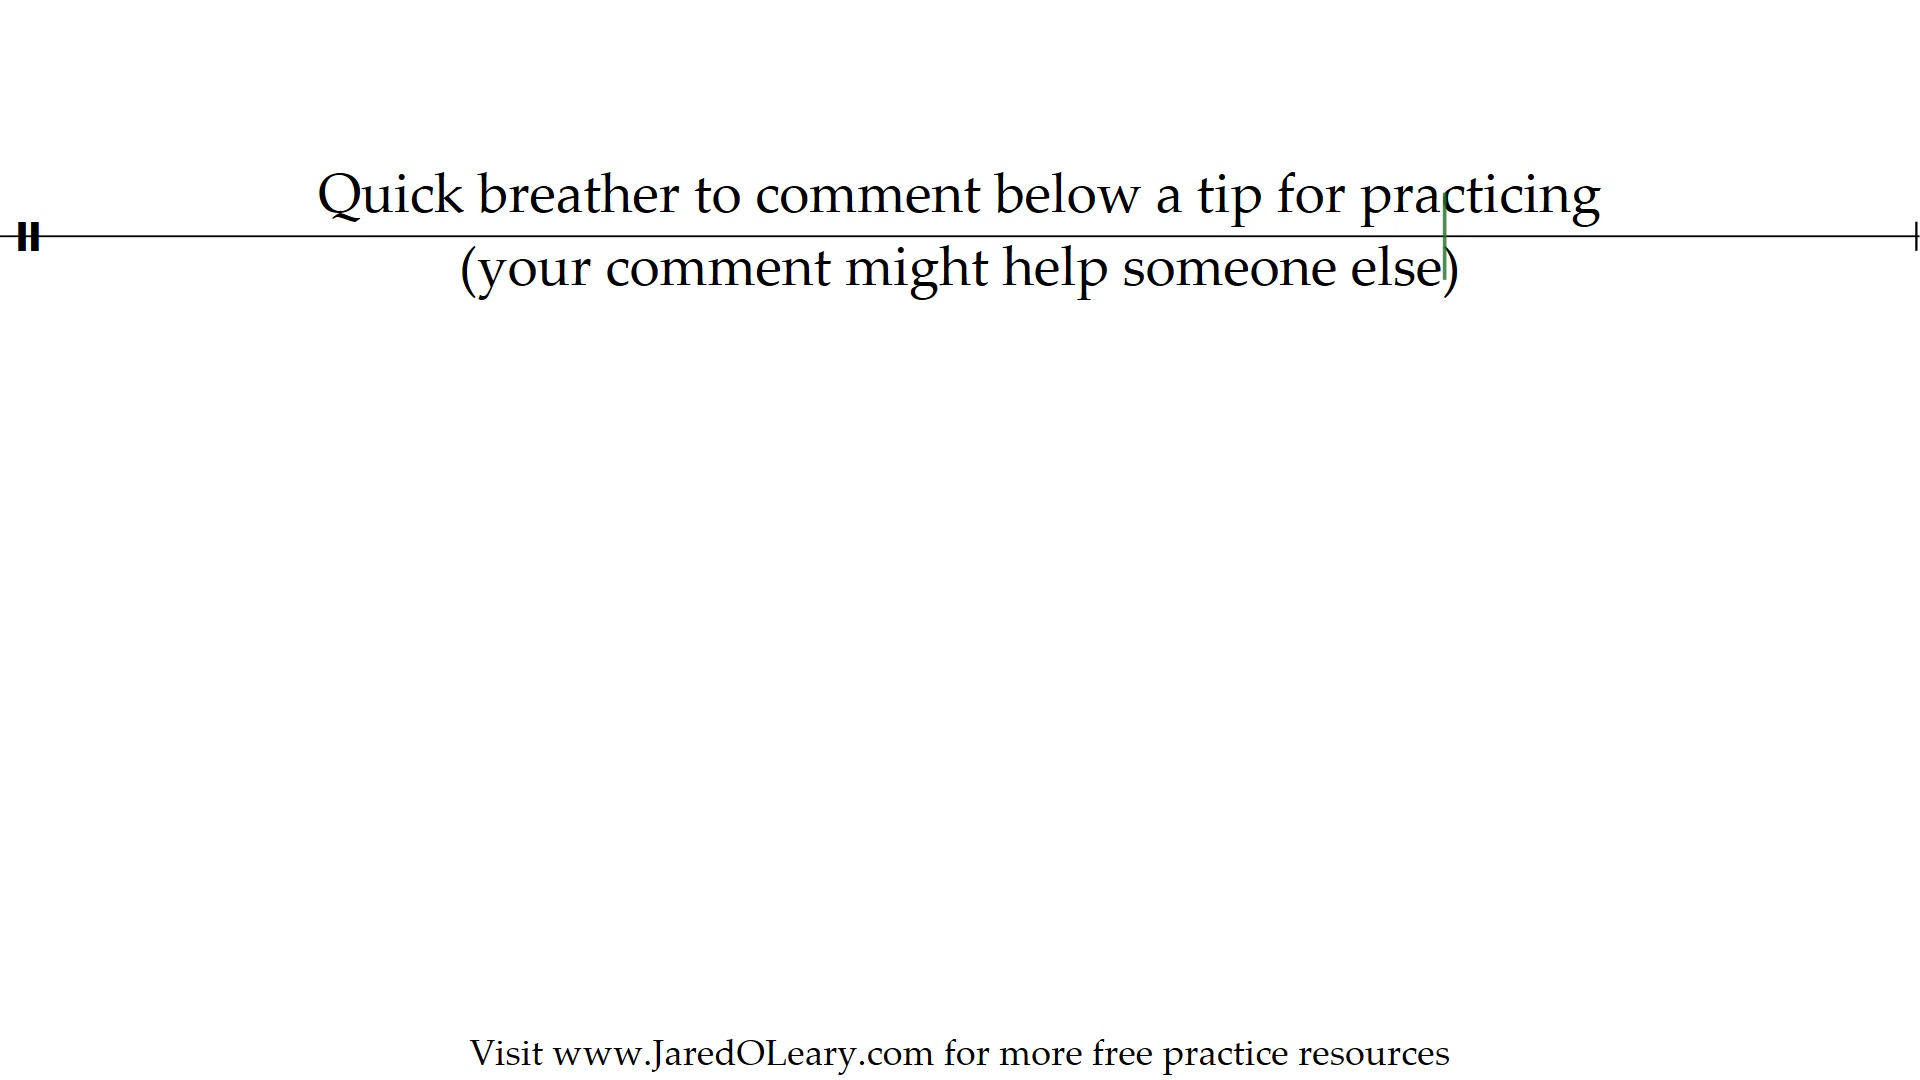 Quick breather to comment below a tip for practicing
(your comment might help someone else)
Visit www.JaredOLeary.com for more free practice resources